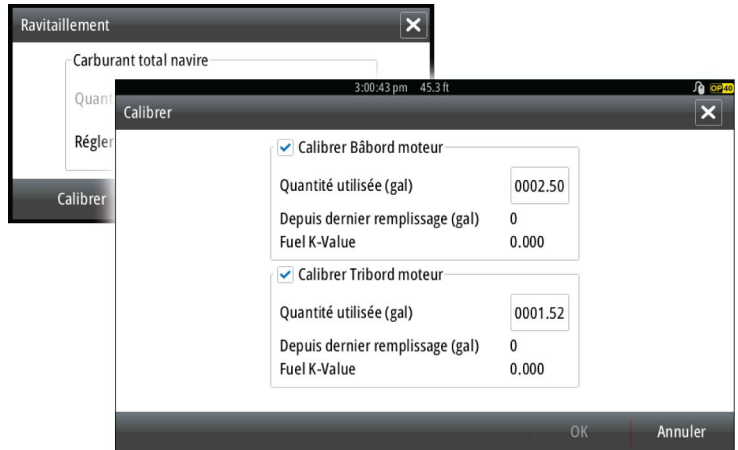 Ravitaillement
Carburant total navire
Régler
Calibrer
3:00:43 pm 45.3 ft
OP40
Calibrer
Calibrer Bâbord moteur
Quantité utilisée (gal) 0002.50
Depuis dernier remplissage (gal) 0
Fuel K-Value 0.000
Calibrer Tribord moteur
Quantité utilisée (gal) 0001.52
Depuis dernier remplissage (gal) 0
Fuel K-Value 0.000
OK Annuler